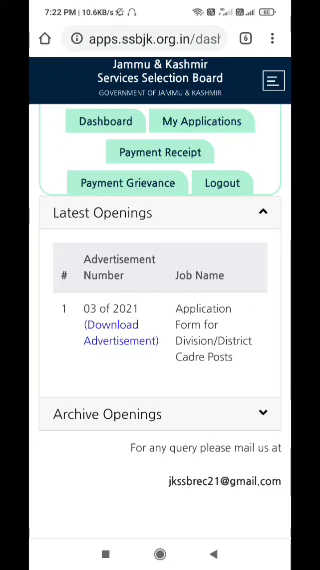 7:22 PM | 10.6KB/s
80
apps.ssbjk.org.in/dash
6
Jammu & Kashmir
Services Selection Board
GOVERNMENT OF JAMMU & KASHMIR
Dashboard My Applications
Payment Receipt
Payment Grievance Logout
Latest Openings
# Advertisement Number Job Name
1 03 of 2021 Application
(Download Form for
Advertisement) Division/District
Cadre Posts
Archive Openings
For any query please mail us at
jkssbrec21@gmail.com